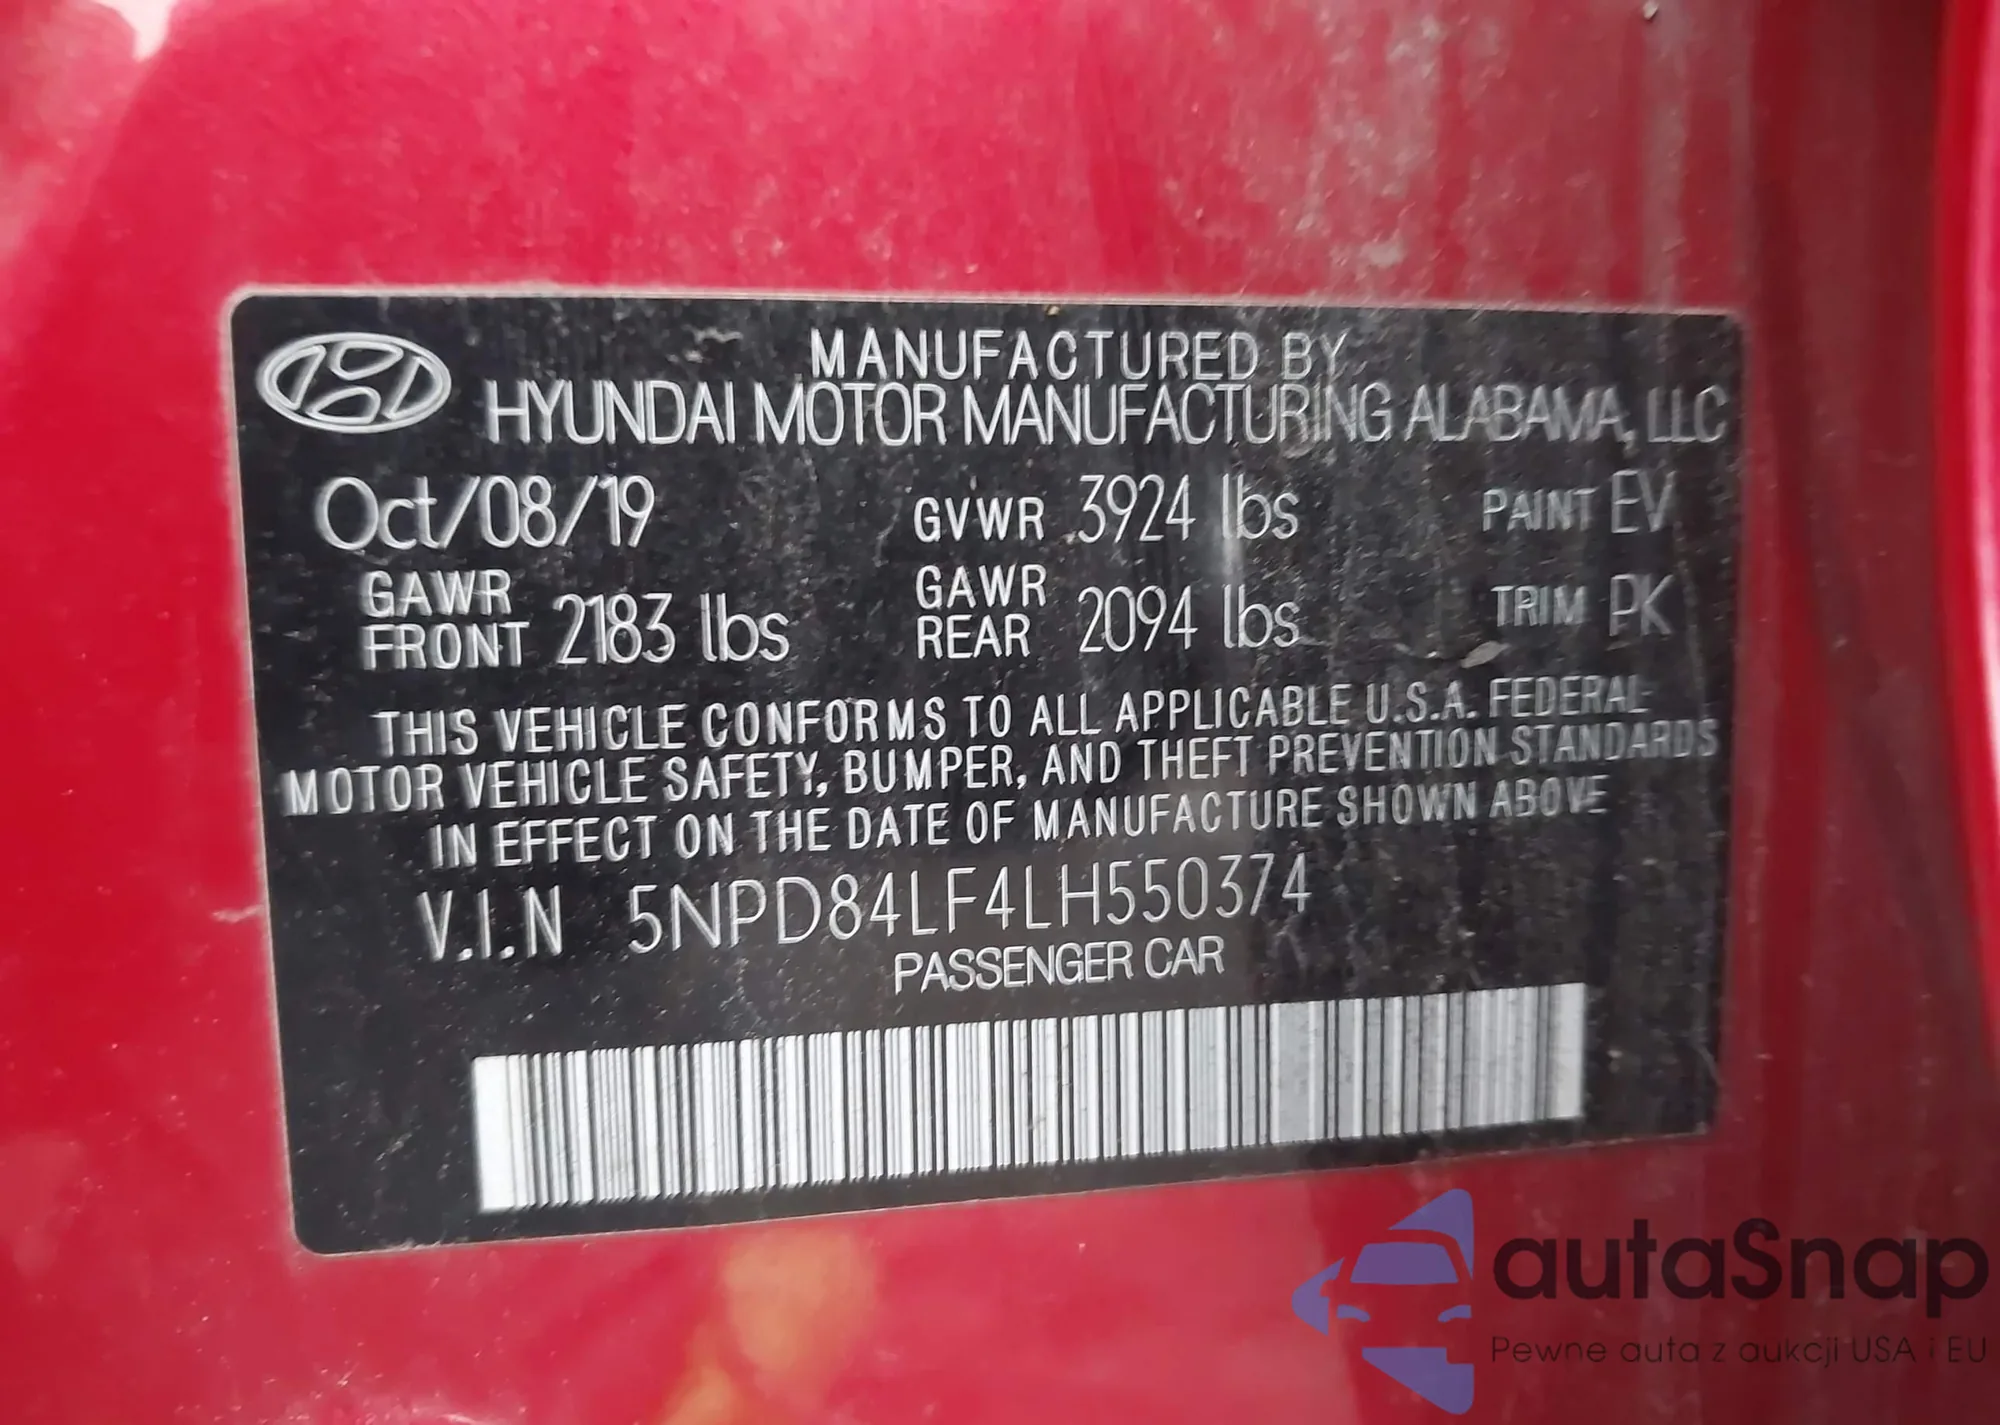 MANUFACTURED BY
HYUNDAI MOTOR MANUFACTURING ALABAMA, LLC
Oct/08/19 GVWR 3924 lbs PAINT EV
GAWR FRONT 2183 lbs GAWR REAR 2094 lbs TRIM PK
THIS VEHICLE CONFORMS TO ALL APPLICABLE U.S.A. FEDERAL
MOTOR VEHICLE SAFETY, BUMPER, AND THEFT PREVENTION STANDARDS
IN EFFECT ON THE DATE OF MANUFACTURE SHOWN ABOVE
V.I.N 5NPD84LF4LH550374
PASSENGER CAR
autaSnap
Pewne auta z aukcji USA i EU